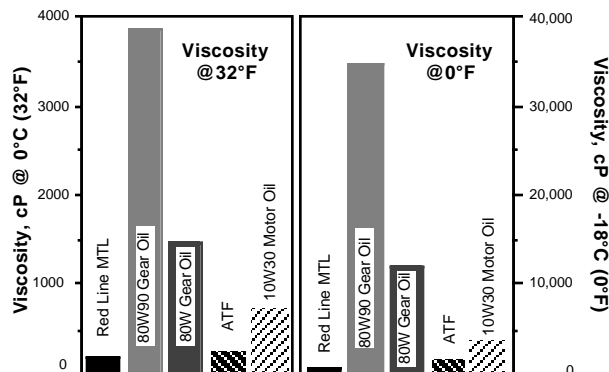 4000
3000
2000
1000
0
Viscosity, cP @ 0°C (32°F)
Viscosity
@32°F
Red Line MTL
80W90 Gear Oil
80W Gear Oil
ATF
10W30 Motor Oil
Viscosity
@0°F
Red Line MTL
80W90 Gear Oil
80W Gear Oil
ATF
10W30 Motor Oil
40,000
30,000
20,000
10,000
0
Viscosity, cP @ -18C (0°F)